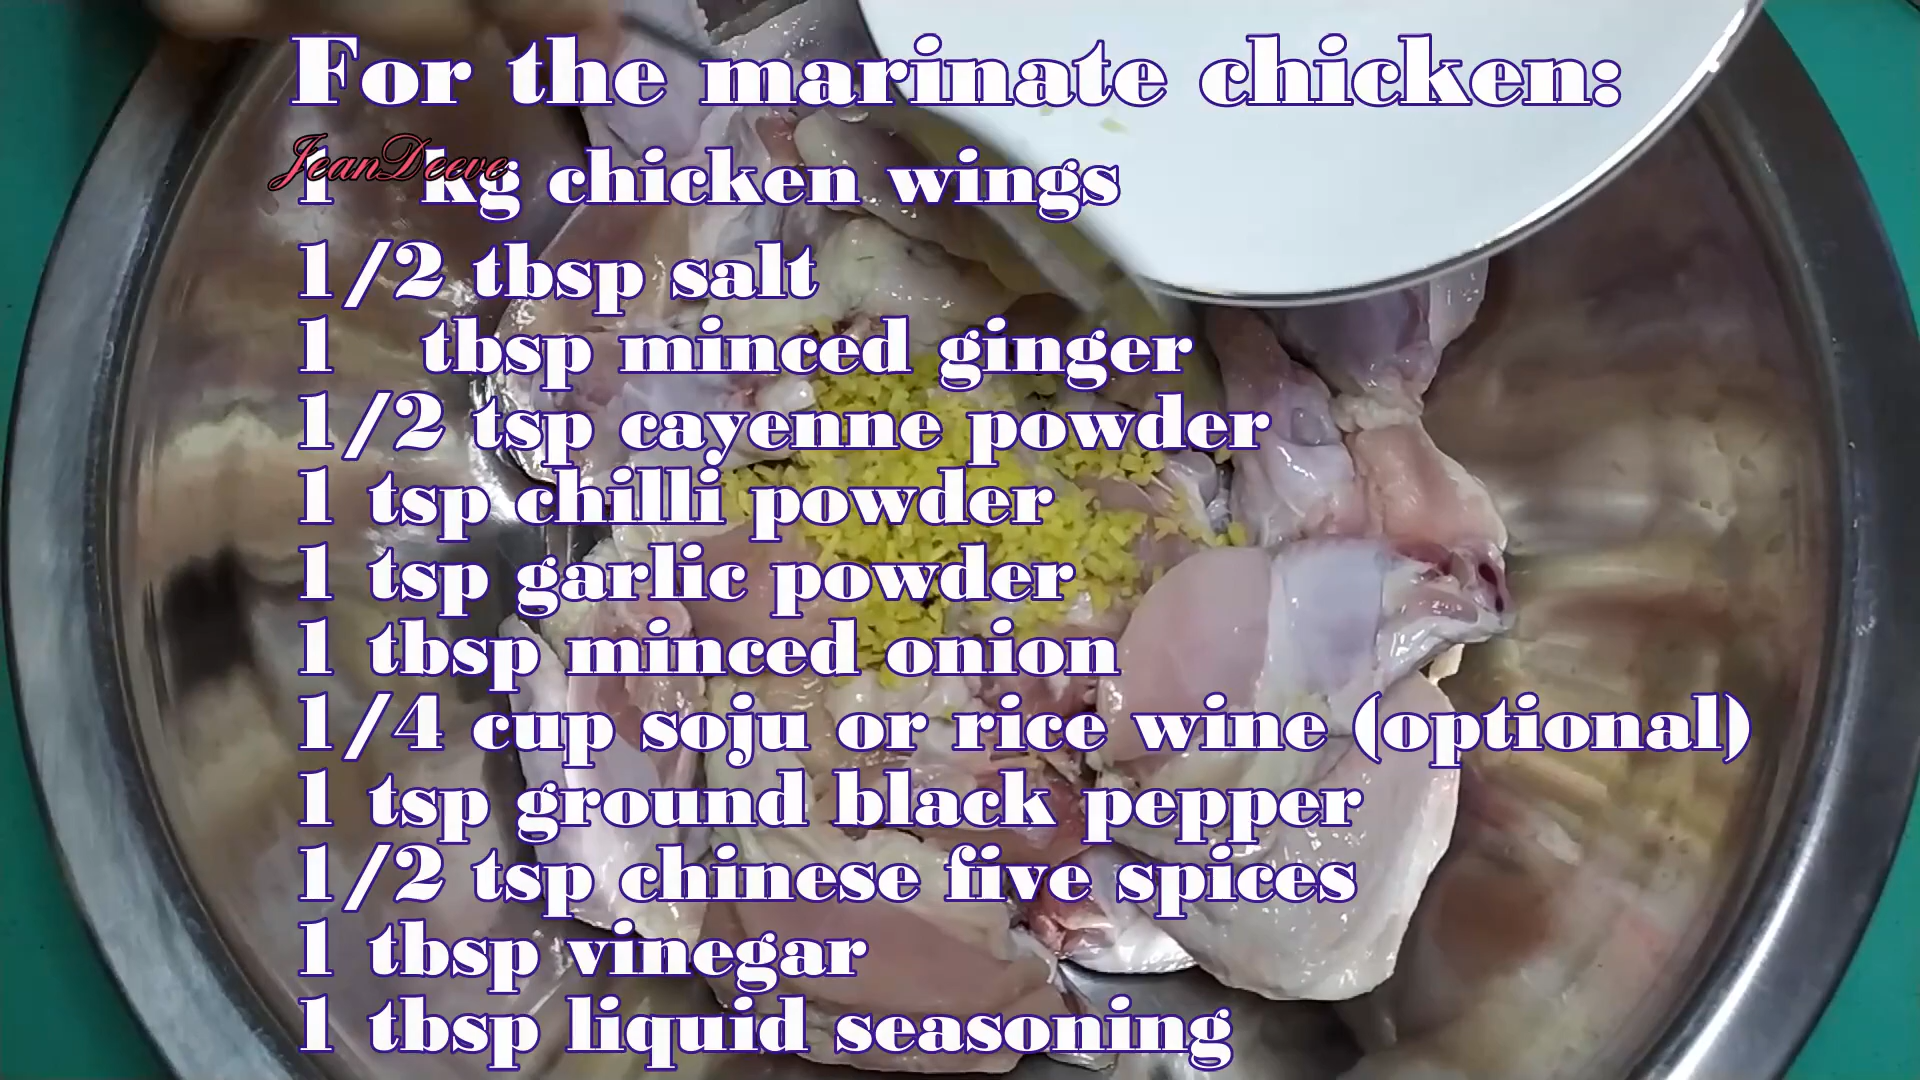 For the marinate chicken:
JeanDeeve
1 kg chicken wings
1/2 tbsp salt
1 tbsp minced ginger
1/2 tsp cayenne powder
1 tsp chilli powder
1 tsp garlic powder
1 tbsp minced onion
1/4 cup soju or rice wine (optional)
1 tsp ground black pepper
1/2 tsp chinese five spices
1 tbsp vinegar
1 tbsp liquid seasoning